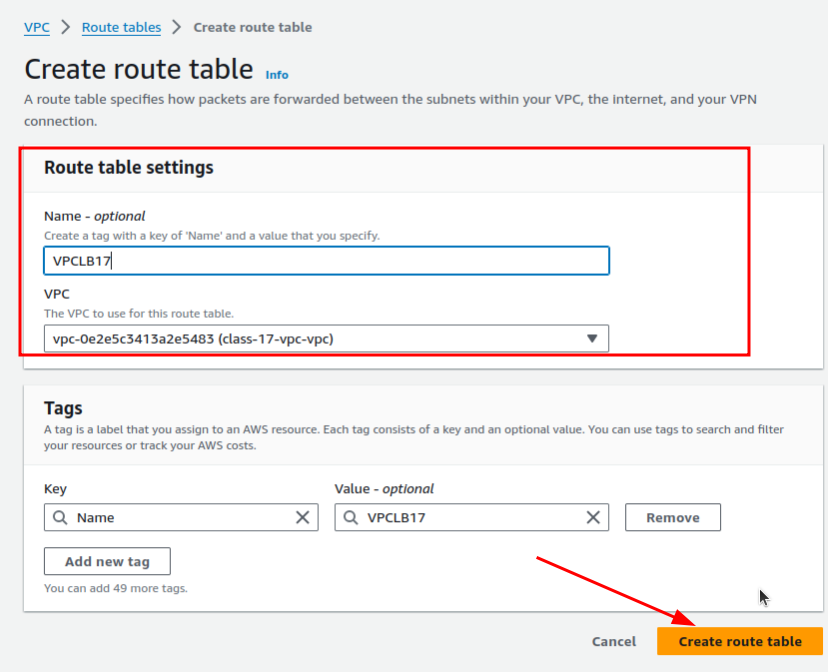 VPC > Route tables > Create route table
Create route table Info
A route table specifies how packets are forwarded between the subnets within your VPC, the internet, and your VPN
connection.
Route table settings
Name - optional
Create a tag with a key of 'Name' and a value that you specify.
VPCLB17
VPC
The VPC to use for this route table.
vpc-0e2e5c3413a2e5483 (class-17-vpc-vpc)
Tags
A tag is a label that you assign to an AWS resource. Each tag consists of a key and an optional value. You can use tags to search and filter
your resources or track your AWS costs.
Key Value - optional
Name VPCLB17 Remove
Add new tag
You can add 49 more tags.
Cancel Create route table